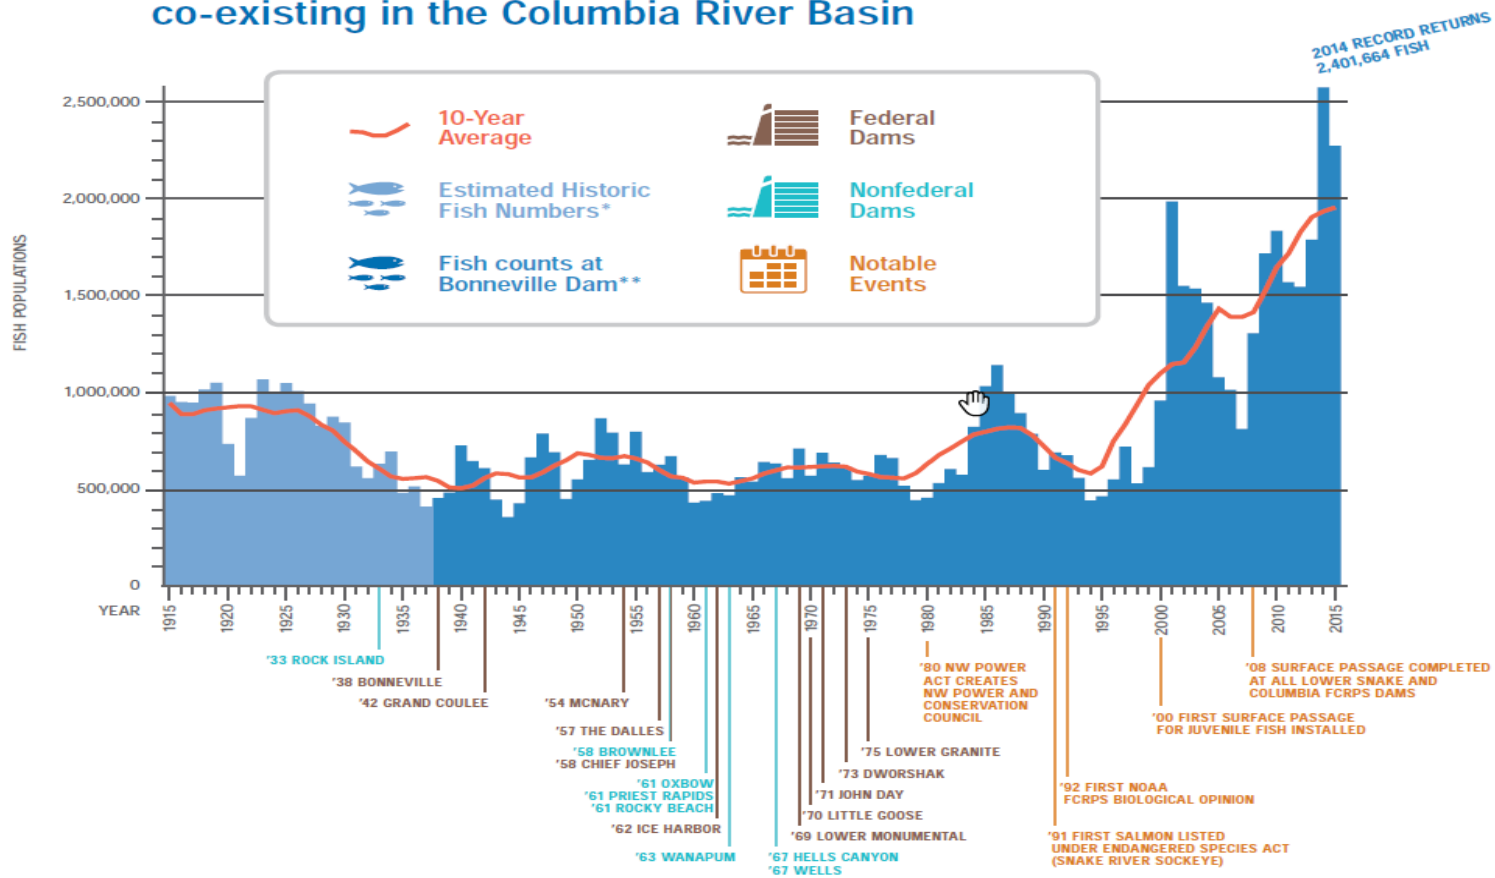 co-existing in the Columbia River Basin
2014 RECORD RETURNS
2,401,664 FISH
10-Year
Average
Estimated Historic
Fish Numbers*
Fish counts at
Bonneville Dam**
Federal
Dams
Nonfederal
Dams
Notable
Events
FISH POPULATIONS
2,500,000
2,000,000
1,500,000
1,000,000
500,000
0
YEAR
1915
1920
1925
1930
1935
1940
1945
1950
1955
1960
1965
1970
1975
1980
1985
1990
1995
2000
2005
2010
2015
'33 ROCK ISLAND
'38 BONNEVILLE
'42 GRAND COULEE
'54 MCNARY
'57 THE DALLES
'58 BROWNLEE
'58 CHIEF JOSEPH
'61 OXBOW
'61 PRIEST RAPIDS
'61 ROCKY BEACH
'62 ICE HARBOR
'63 WANAPUM
'67 HELLS CANYON
'67 WELLS
'69 LOWER MONUMENTAL
'70 LITTLE GOOSE
'71 JOHN DAY
'73 DWORSHAK
'75 LOWER GRANITE
'80 NW POWER
ACT CREATES
NW POWER AND
CONSERVATION
COUNCIL
'91 FIRST SALMON LISTED
UNDER ENDANGERED SPECIES ACT
(SNAKE RIVER SOCKEYE)
'92 FIRST NOAA
FCRPS BIOLOGICAL OPINION
'00 FIRST SURFACE PASSAGE
FOR JUVENILE FISH INSTALLED
'08 SURFACE PASSAGE COMPLETED
AT ALL LOWER SNAKE AND
COLUMBIA FCRPS DAMS